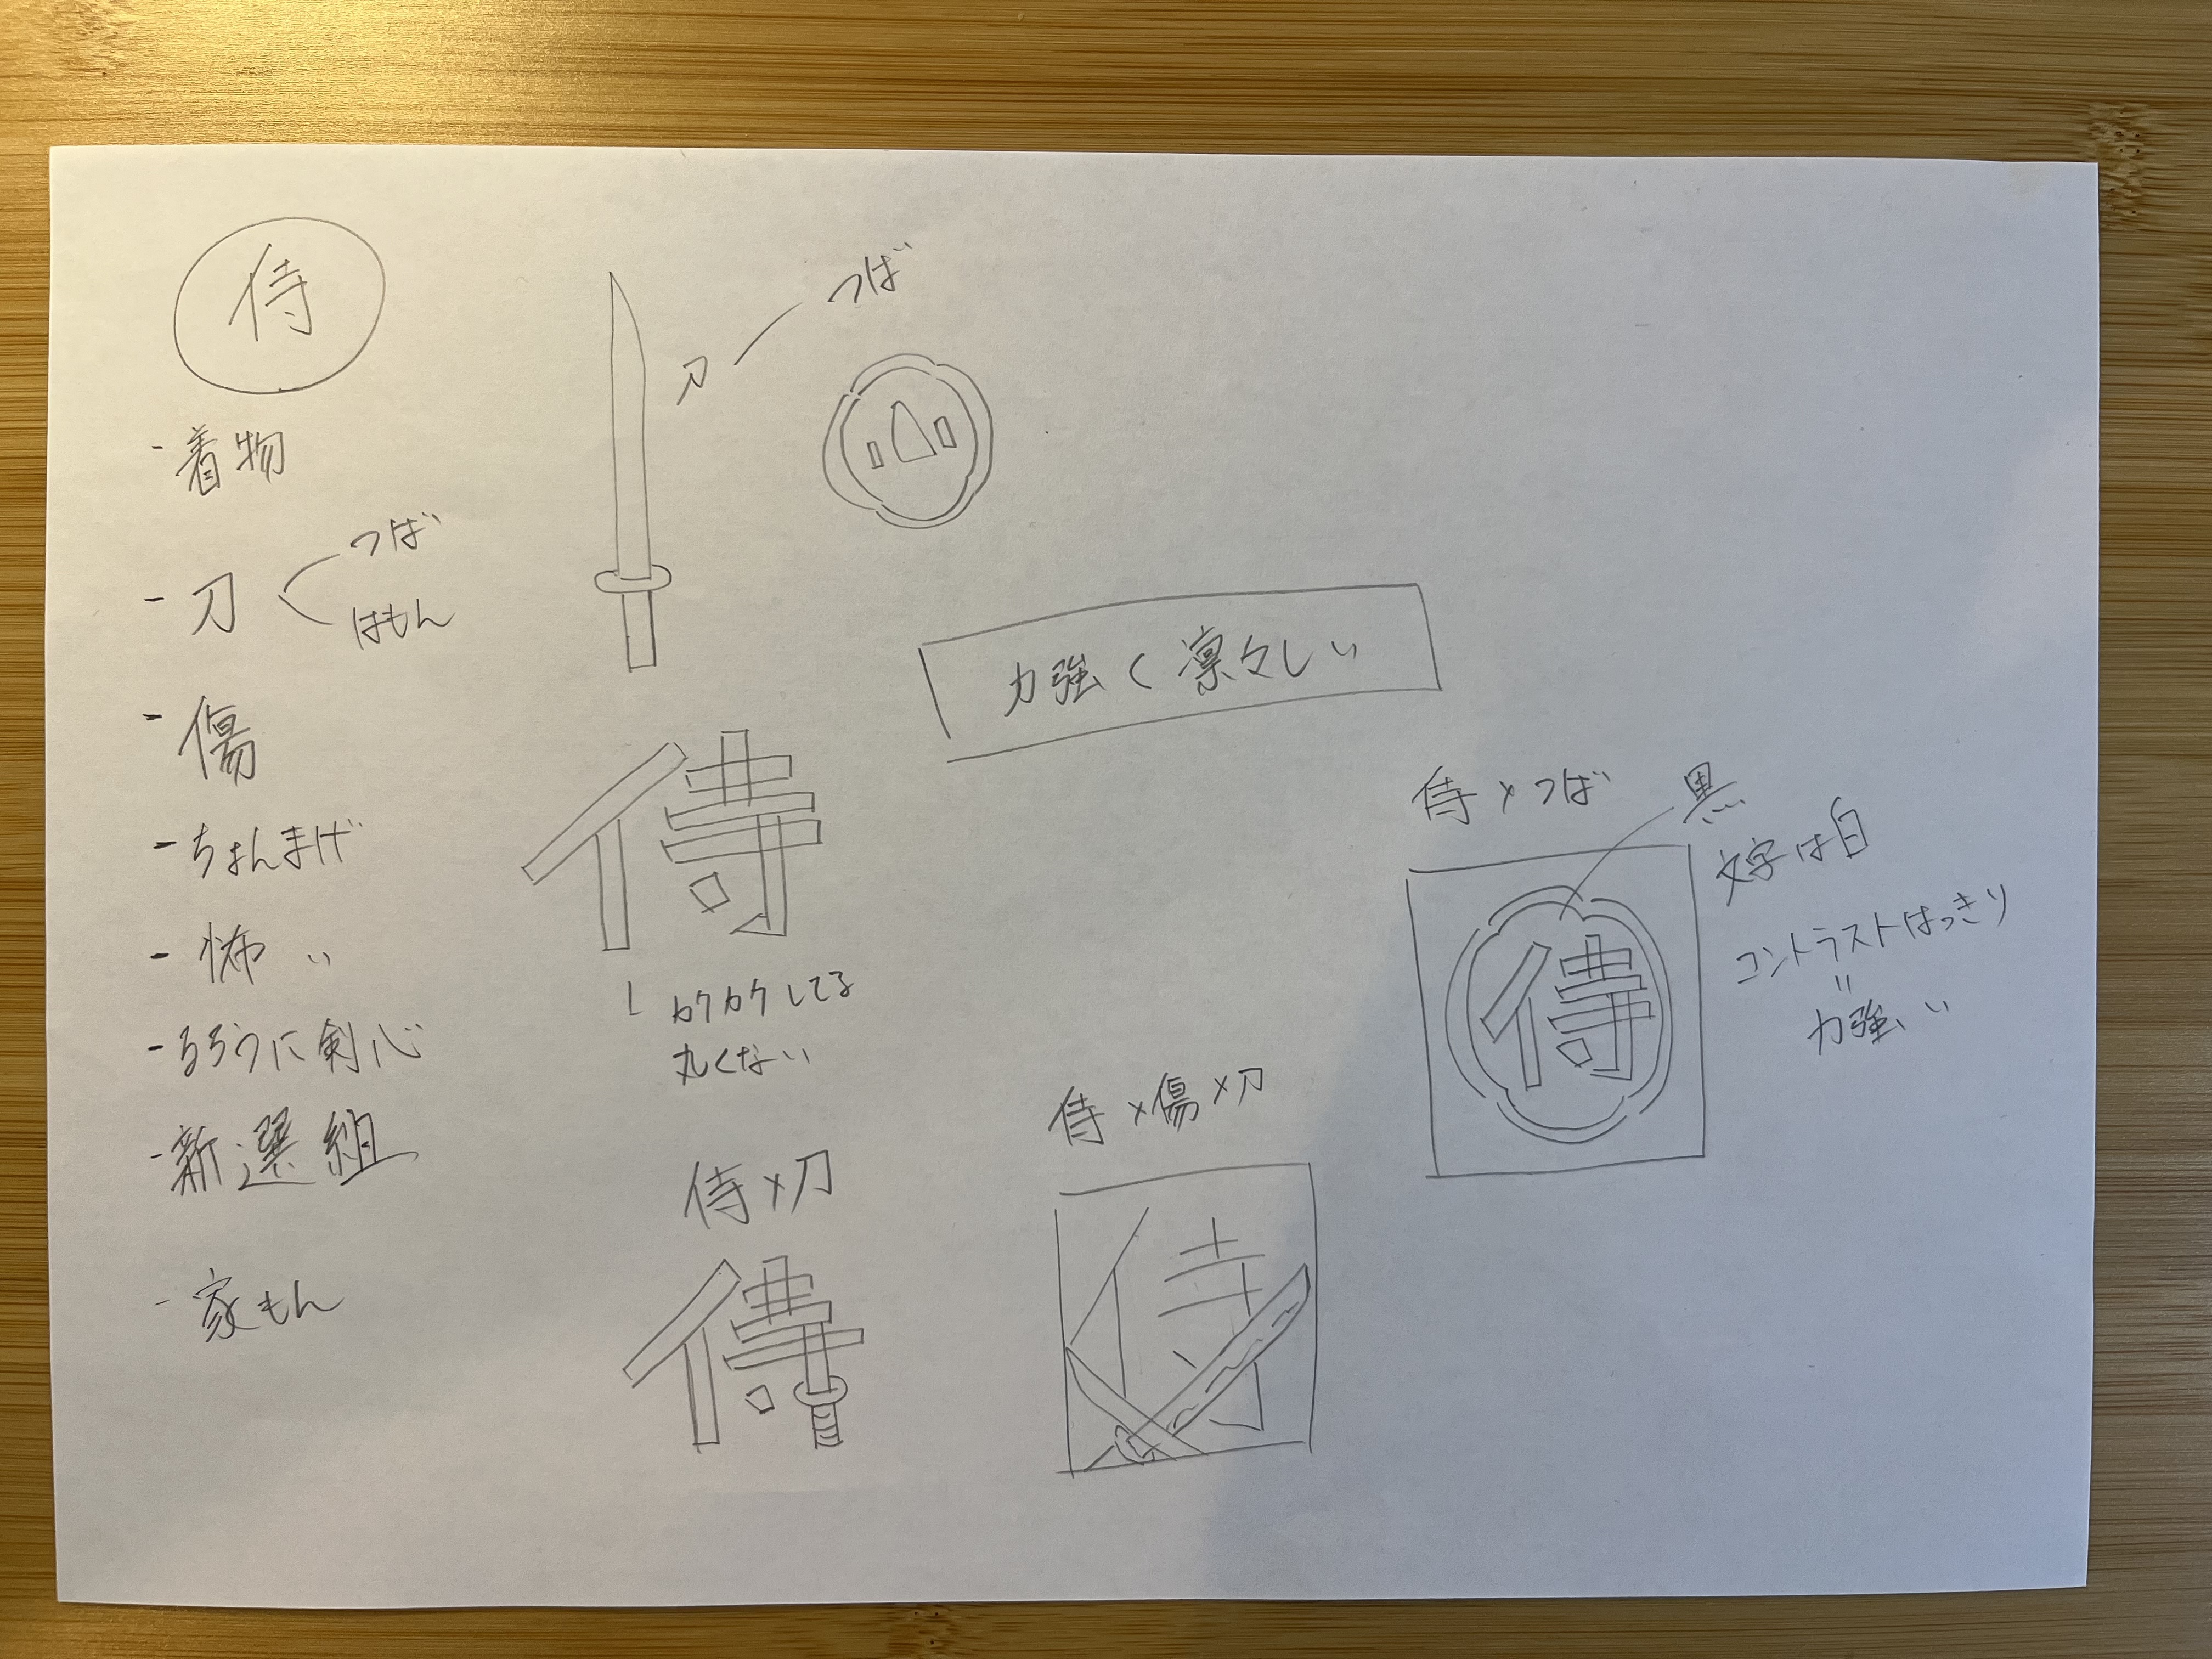 侍
- 着物
- 刀
つば
はもん
- 傷
- ちょんまげ
- 怖い
- るろうに剣心
- 新選組
- 家もん
刀
つば
力強く凛々しい
侍
カクカクしてる
丸くない
侍×刀
侍
侍×傷×刀
侍
侍×つば
黒
文字は白
コントラストはっきり
〃
力強い
侍